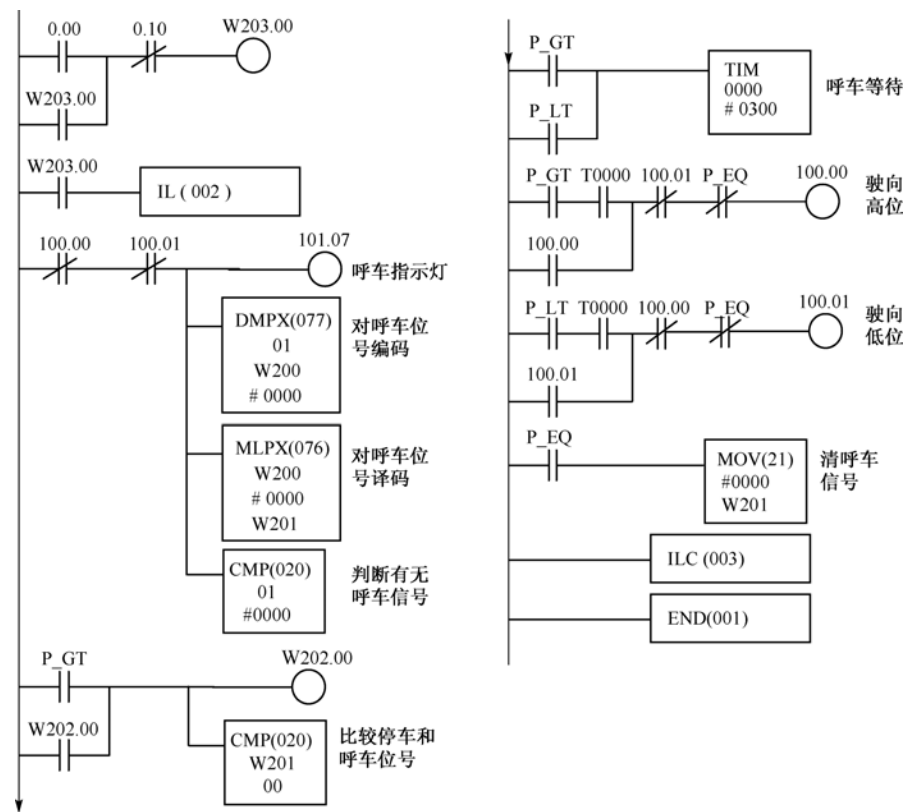 0.00 0.10 W203.00
W203.00
W203.00
IL ( 002 )
100.00 100.01 101.07
呼车指示灯
DMPX(077)
01
W200
# 0000
对呼车位
号编码
MLPX(076)
W200
# 0000
W201
对呼车位
号译码
CMP(020)
01
#0000
判断有无
呼车信号
P_GT W202.00
W202.00
CMP(020)
W201
00
比较停车和
呼车位号
P_GT
TIM
0000
# 0300
呼车等待
P_LT
P_GT T0000 100.01 P_EQ 100.00
驶向
高位
100.00
P_LT T0000 100.00 P_EQ 100.01
驶向
低位
100.01
P_EQ
MOV(21)
#0000
W201
清呼车
信号
ILC (003)
END(001)